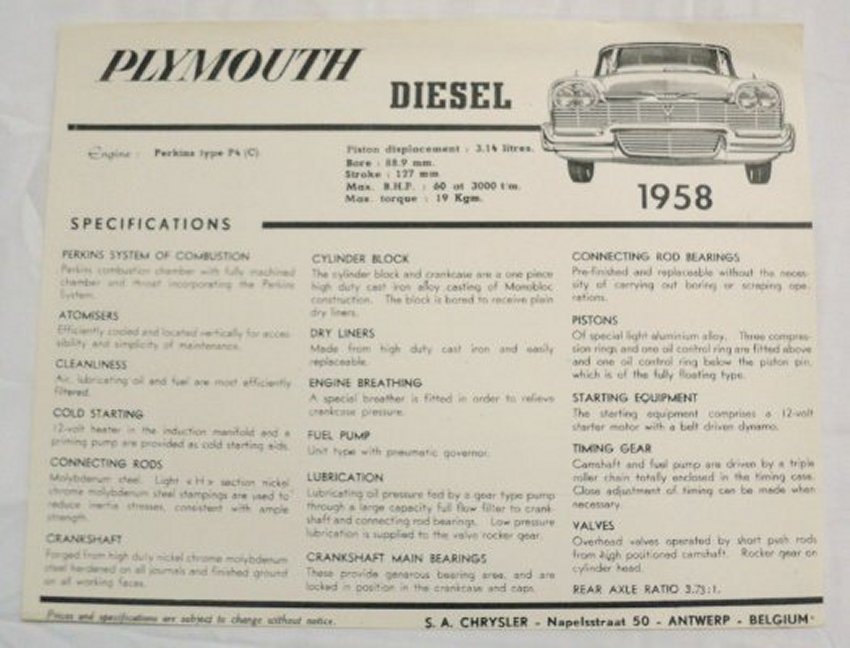 PLYMOUTH
DIESEL
1958
Engine : Perkins type P4 (C)
Piston displacement : 3.14 litres.
Bore : 88.9 mm.
Stroke : 127 mm
Max. B.H.P. : 60 at 3000 t/m.
Max. torque : 19 Kgm.
SPECIFICATIONS
PERKINS SYSTEM OF COMBUSTION
Perkins combustion chamber with fully machined
chamber and throat incorporating the Perkins
System.
ATOMISERS
Efficiently cooled and located vertically for acces-
sibility and simplicity of maintenance.
CLEANLINESS
Air, lubricating oil and fuel are most efficiently
filtered.
COLD STARTING
12-volt heater in the induction manifold and a
priming pump are provided as cold starting aids.
CONNECTING RODS
Molybdenum steel. Light « H » section nickel
chrome molybdenum steel stampings are used to
reduce inertia stresses, consistent with ample
strength.
CRANKSHAFT
Forged from high duty nickel chrome molybdenum
steel hardened on all journals and finished ground
on all working faces.
CYLINDER BLOCK
The cylinder block and crankcase are a one piece
high duty cast iron alloy casting of Monobloc
construction. The block is bored to receive plain
dry liners.
DRY LINERS
Made from high duty cast iron and easily
replaceable.
ENGINE BREATHING
A special breather is fitted in order to relieve
crankcase pressure.
FUEL PUMP
Unit type with pneumatic governor.
LUBRICATION
Lubricating oil pressure fed by a gear type pump
through a large capacity full flow filter to crank-
shaft and connecting rod bearings. Low pressure
lubrication is supplied to the valve rocker gear.
CRANKSHAFT MAIN BEARINGS
These provide generous bearing area, and are
locked in position in the crankcase and caps.
CONNECTING ROD BEARINGS
Pre-finished and replaceable without the neces-
sity of carrying out boring or scraping ope-
rations.
PISTONS
Of special light aluminium alloy. Three compres-
sion rings and one oil control ring are fitted above
and one oil control ring below the piston pin,
which is of the fully floating type.
STARTING EQUIPMENT
The starting equipment comprises a 12-volt
starter motor with a belt driven dynamo.
TIMING GEAR
Camshaft and fuel pump are driven by a triple
roller chain totally enclosed in the timing case.
Close adjustment of timing can be made when
necessary.
VALVES
Overhead valves operated by short push rods
from high positioned camshaft. Rocker gear on
cylinder head.
REAR AXLE RATIO 3.73 : 1.
Prices and specifications are subject to change without notice.
S. A. CHRYSLER - Napelsstraat 50 - ANTWERP - BELGIUM